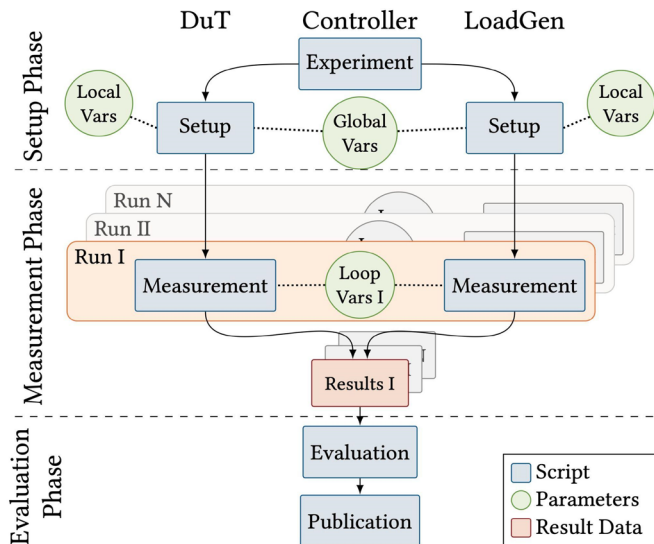 DuT
Controller
LoadGen
Setup Phase
Experiment
Local
Vars
Setup
Global
Vars
Setup
Local
Vars
Measurement Phase
Run N
Run II
Run I
Measurement
Loop
Vars I
Measurement
N
Results I
Evaluation
Phase
Evaluation
Publication
Script
Parameters
Result Data